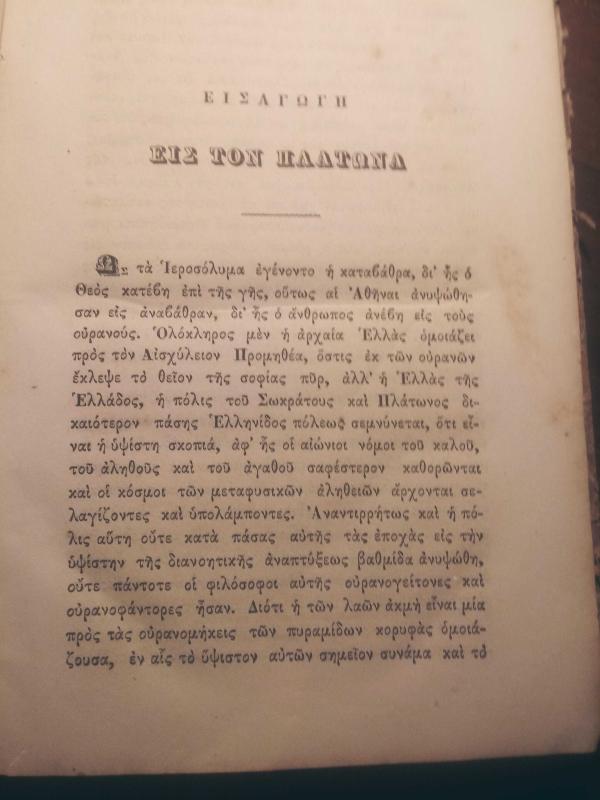 ΕΙΣΑΓΩΓΗ
ΕΙΣ ΤΟΝ ΠΛΑΤΩΝΑ
Ὡς τὰ Ἱεροσόλυμα ἐγένοντο ἡ καταβάθρα, δι᾽ ἧς ὁ
Θεὸς κατέβη ἐπὶ τῆς γῆς, οὕτως αἱ Ἀθῆναι ἀνυψώθη-
σαν εἰς ἀναβάθραν, δι᾽ ἧς ὁ ἄνθρωπος ἀνέβη εἰς τοὺς
οὐρανούς. Ὁλόκληρος μὲν ἡ ἀρχαία Ἑλλὰς ὁμοιάζει
πρὸς τὸν Αἰσχύλειον Προμηθέα, ὅστις ἐκ τῶν οὐρανῶν
ἔκλεψε τὸ θεῖον τῆς σοφίας πῦρ, ἀλλ᾽ ἡ Ἑλλὰς τῆς
Ἑλλάδος, ἡ πόλις τοῦ Σωκράτους καὶ Πλάτωνος δι-
καιότερον πάσης Ἑλληνίδος πόλεως σεμνύνεται, ὅτι εἶ-
ναι ἡ ὑψίστη σκοπιά, ἀφ᾽ ἧς οἱ αἰώνιοι νόμοι τοῦ καλοῦ,
τοῦ ἀληθοῦς καὶ τοῦ ἀγαθοῦ σαφέστερον καθορῶνται
καὶ οἱ κόσμοι τῶν μεταφυσικῶν ἀληθειῶν ἄρχονται σε-
λαγίζοντες καὶ ὑπολάμποντες. Ἀναντιρρήτως καὶ ἡ πό-
λις αὕτη οὔτε κατὰ πάσας αὐτῆς τὰς ἐποχὰς εἰς τὴν
ὑψίστην τῆς διανοητικῆς ἀναπτύξεως βαθμίδα ἀνυψώθη,
οὔτε πάντοτε οἱ φιλόσοφοι αὐτῆς οὐρανογείτονες καὶ
οὐρανοφάντορες ἦσαν. Διότι ἡ τῶν λαῶν ἀκμὴ εἶναι μία
πρὸς τὰς οὐρανομήκεις τῶν πυραμίδων κορυφὰς ὁμοιά-
ζουσα, ἐν αἷς τὸ ὕψιστον αὐτῶν σημεῖον συνάμα καὶ τὸ